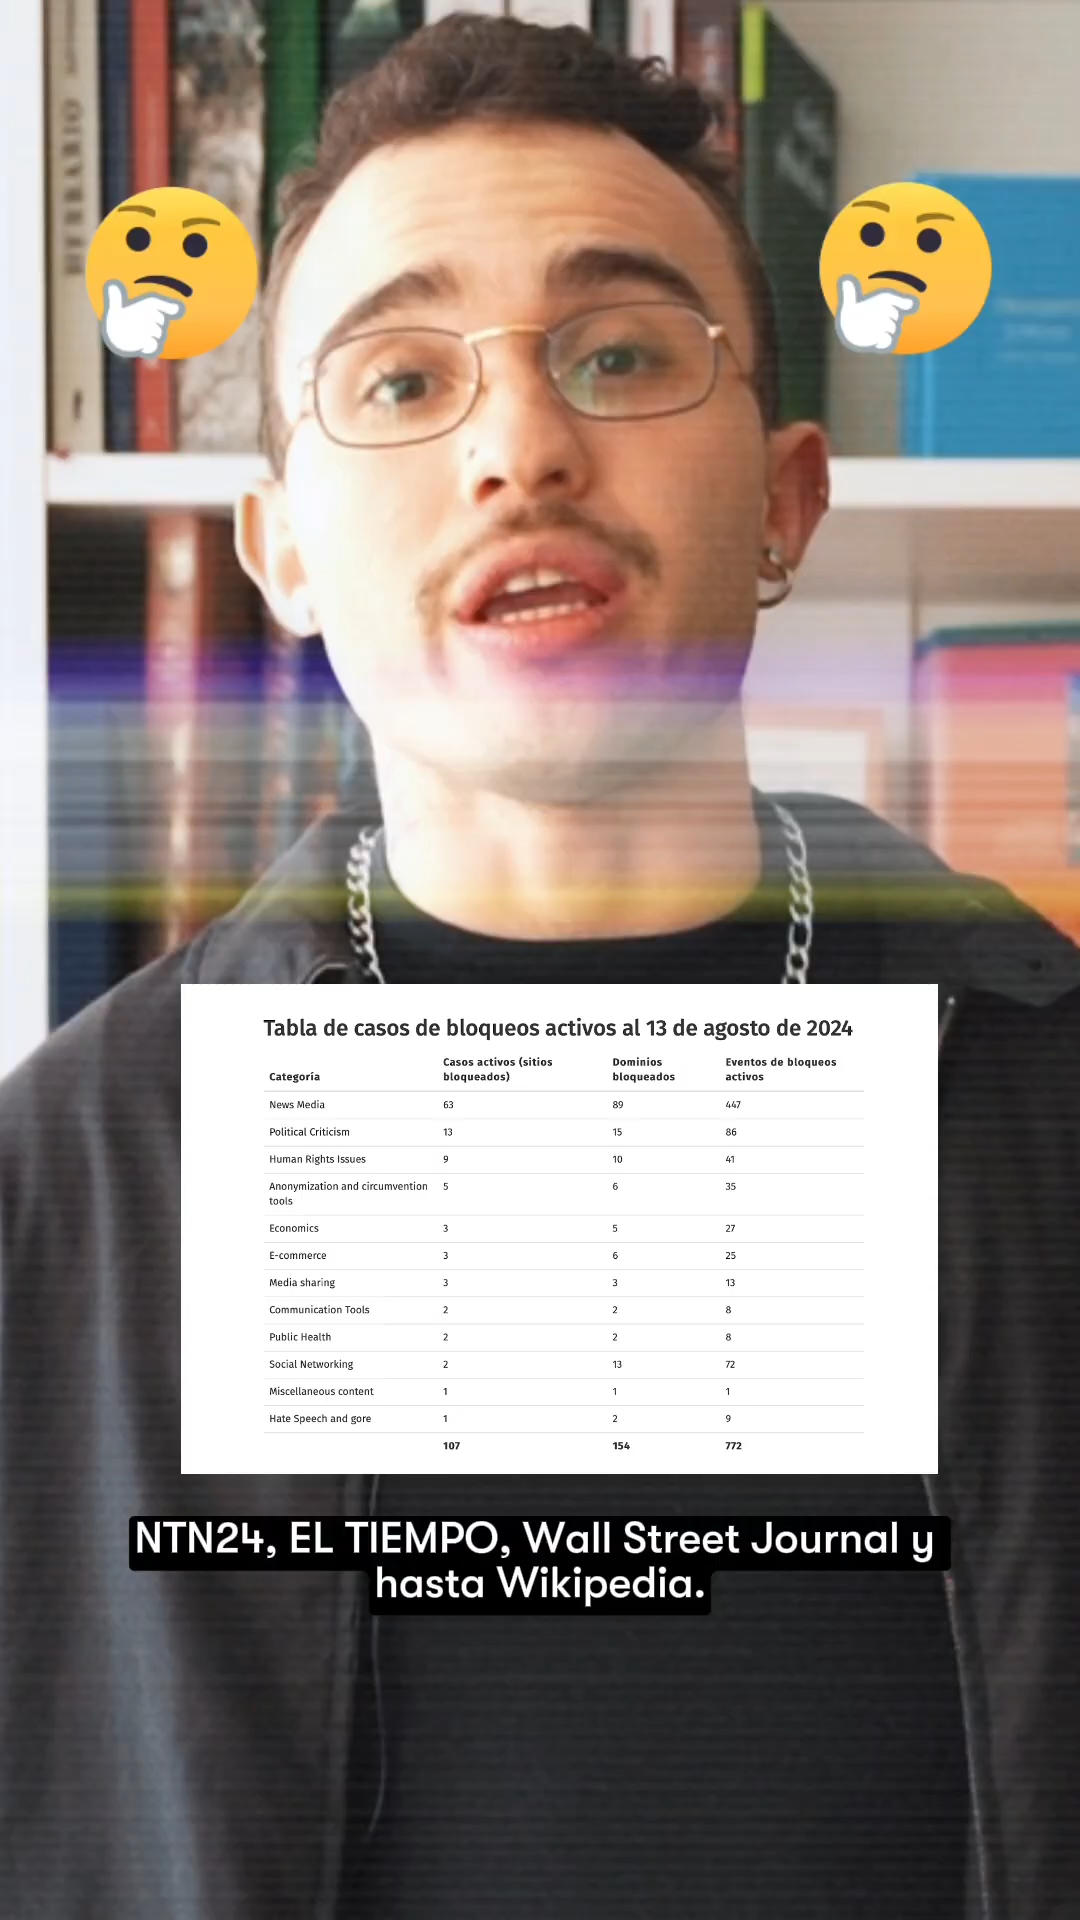 HERBARIO
Tabla de casos de bloqueos activos al 13 de agosto de 2024
Categoría	Casos activos (sitios bloqueados)	Dominios bloqueados	Eventos de bloqueos activos
News Media	63	89	447
Political Criticism	13	15	86
Human Rights Issues	9	10	41
Anonymization and circumvention tools	5	6	35
Economics	3	5	27
E-commerce	3	6	25
Media sharing	3	3	13
Communication Tools	2	2	8
Public Health	2	2	8
Social Networking	2	13	72
Miscellaneous content	1	1	1
Hate Speech and gore	1	2	9
107	154	772
NTN24, EL TIEMPO, Wall Street Journal y
hasta Wikipedia.